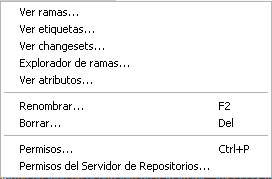 Ver ramas...
Ver etiquetas...
Ver changesets...
Explorador de ramas...
Ver atributos...
Renombrar... F2
Borrar... Del
Permisos... Ctrl+P
Permisos del Servidor de Repositorios...